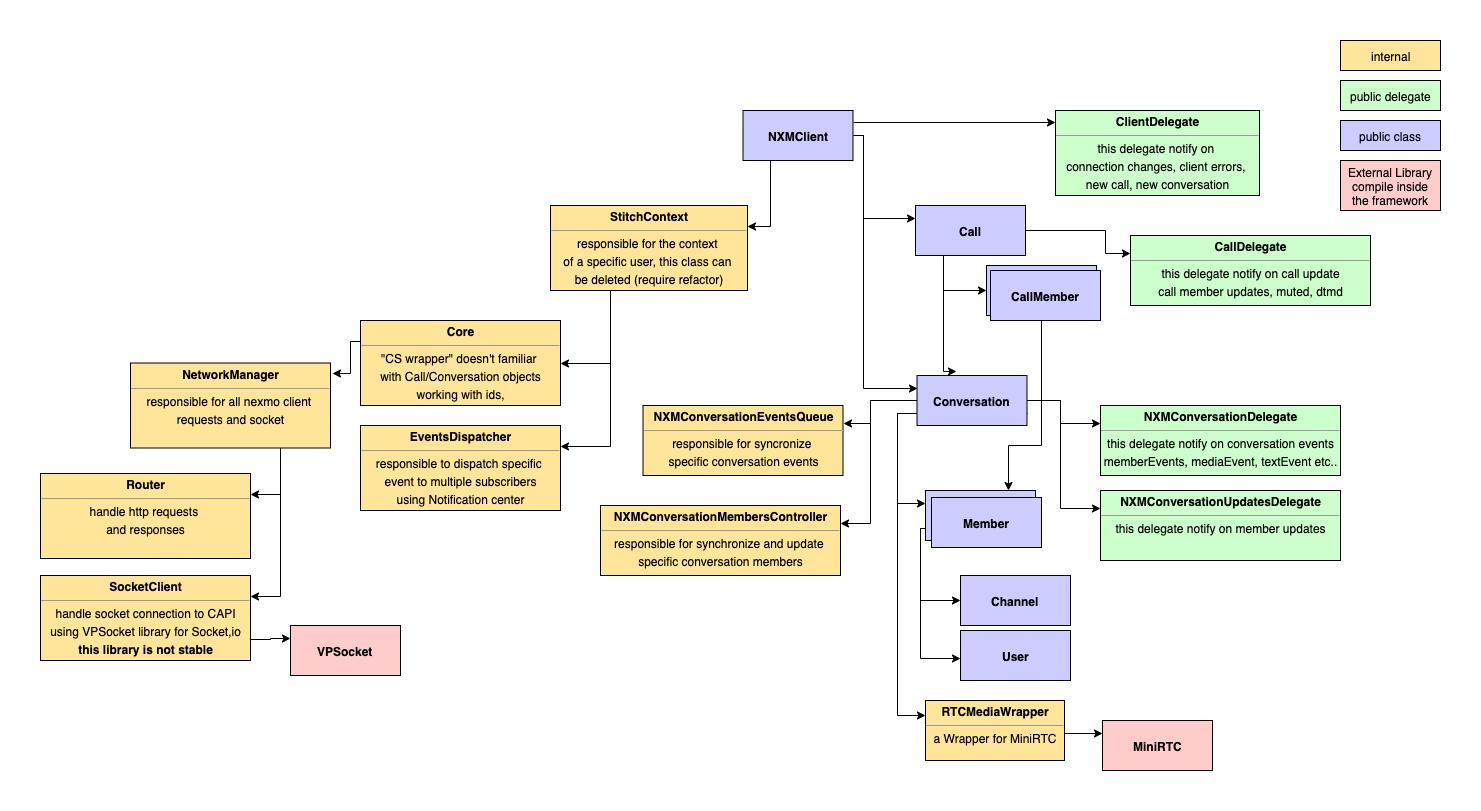 internal
public delegate
public class
External Library
compile inside
the framework
NXMClient
ClientDelegate
this delegate notify on
connection changes, client errors,
new call, new conversation
StitchContext
responsible for the context
of a specific user, this class can
be deleted (require refactor)
Call
CallDelegate
this delegate notify on call update
call member updates, muted, dtmd
CallMember
Core
"CS wrapper" doesn't familiar
with Call/Conversation objects
working with ids,
NetworkManager
responsible for all nexmo client
requests and socket
Conversation
NXMConversationEventsQueue
responsible for syncronize
specific conversation events
NXMConversationDelegate
this delegate notify on conversation events
memberEvents, mediaEvent, textEvent etc..
EventsDispatcher
responsible to dispatch specific
event to multiple subscribers
using Notification center
Router
handle http requests
and responses
NXMConversationMembersController
responsible for synchronize and update
specific conversation members
Member
NXMConversationUpdatesDelegate
this delegate notify on member updates
SocketClient
handle socket connection to CAPI
using VPSocket library for Socket,io
this library is not stable
VPSocket
Channel
User
RTCMediaWrapper
a Wrapper for MiniRTC
MiniRTC